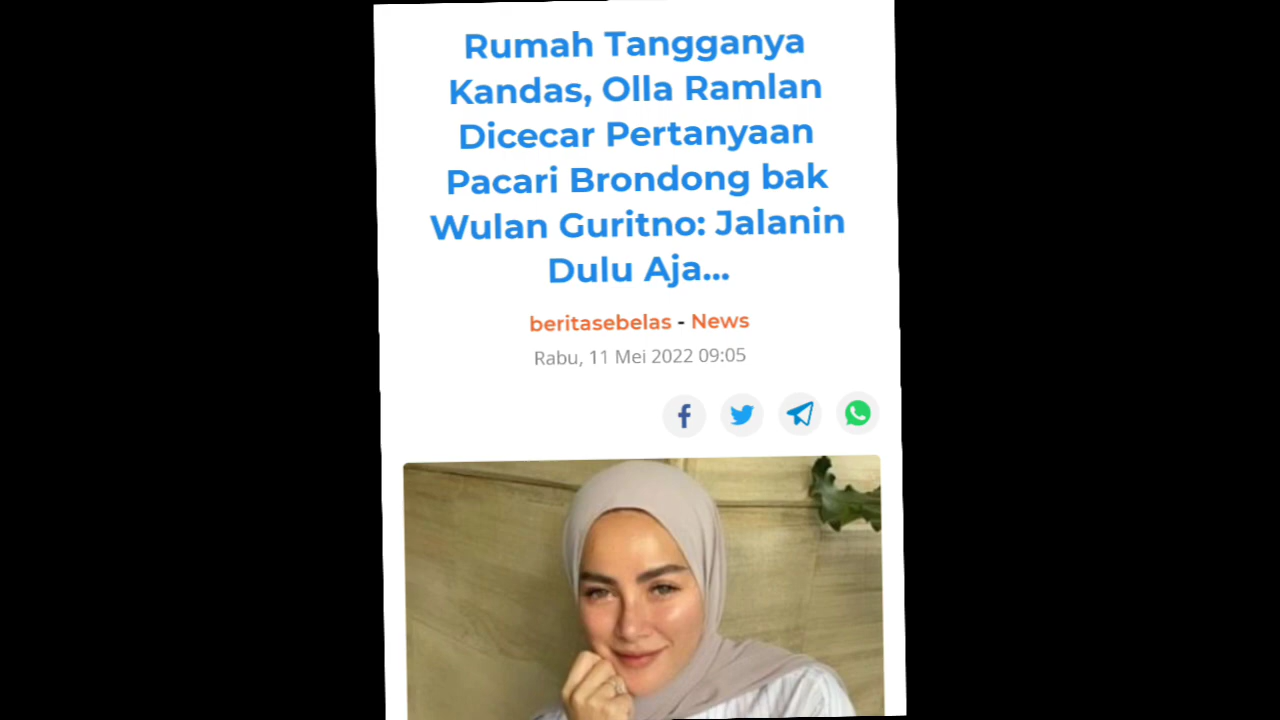 Rumah Tangganya
Kandas, Olla Ramlan
Dicecar Pertanyaan
Pacari Brondong bak
Wulan Guritno: Jalanin
Dulu Aja...
beritasebelas - News
Rabu, 11 Mei 2022 09:05